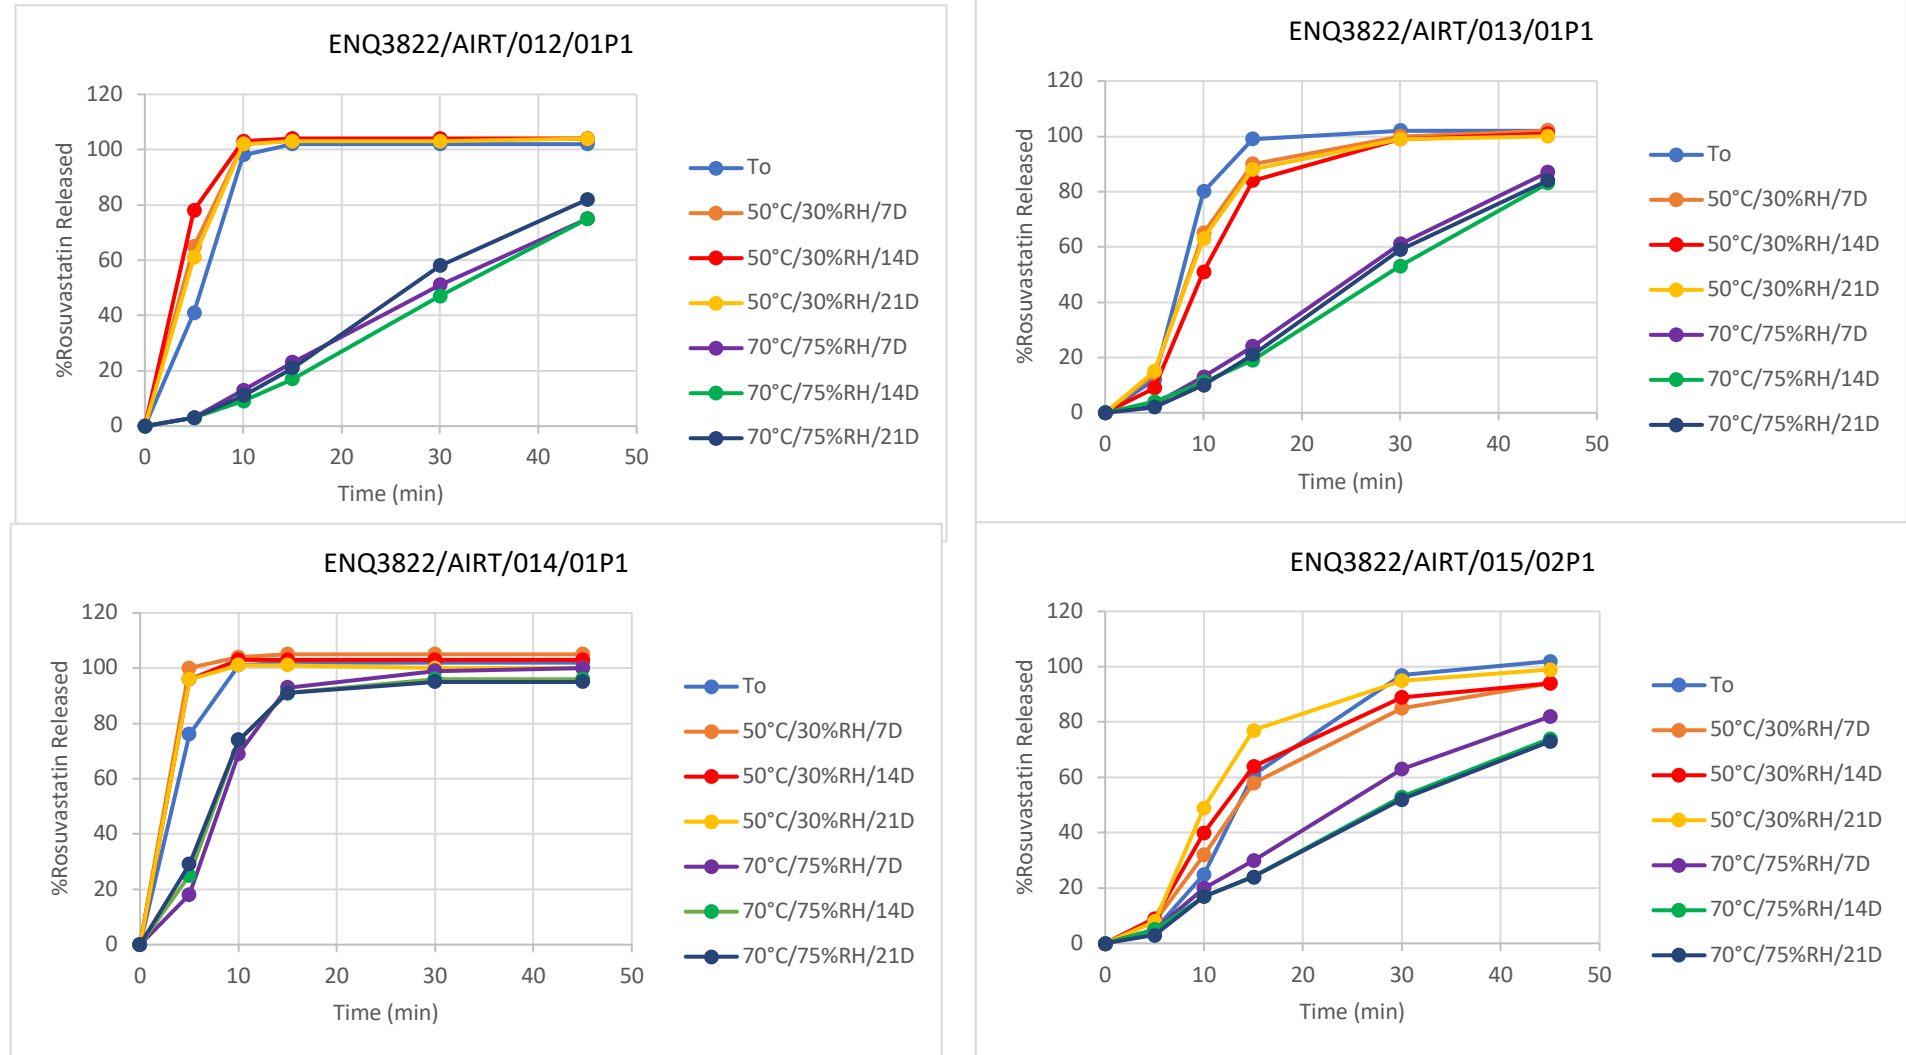 ENQ3822/AIRT/012/01P1
%Rosuvastatin Released
120
100
80
60
40
20
0
0 10 20 30 40 50
Time (min)
To
50°C/30%RH/7D
50°C/30%RH/14D
50°C/30%RH/21D
70°C/75%RH/7D
70°C/75%RH/14D
70°C/75%RH/21D
ENQ3822/AIRT/013/01P1
%Rosuvastatin Released
120
100
80
60
40
20
0
0 10 20 30 40 50
Time (min)
To
50°C/30%RH/7D
50°C/30%RH/14D
50°C/30%RH/21D
70°C/75%RH/7D
70°C/75%RH/14D
70°C/75%RH/21D
ENQ3822/AIRT/014/01P1
%Rosuvastatin Released
120
100
80
60
40
20
0
0 10 20 30 40 50
Time (min)
To
50°C/30%RH/7D
50°C/30%RH/14D
50°C/30%RH/21D
70°C/75%RH/7D
70°C/75%RH/14D
70°C/75%RH/21D
ENQ3822/AIRT/015/02P1
%Rosuvastatin Released
120
100
80
60
40
20
0
0 10 20 30 40 50
Time (min)
To
50°C/30%RH/7D
50°C/30%RH/14D
50°C/30%RH/21D
70°C/75%RH/7D
70°C/75%RH/14D
70°C/75%RH/21D